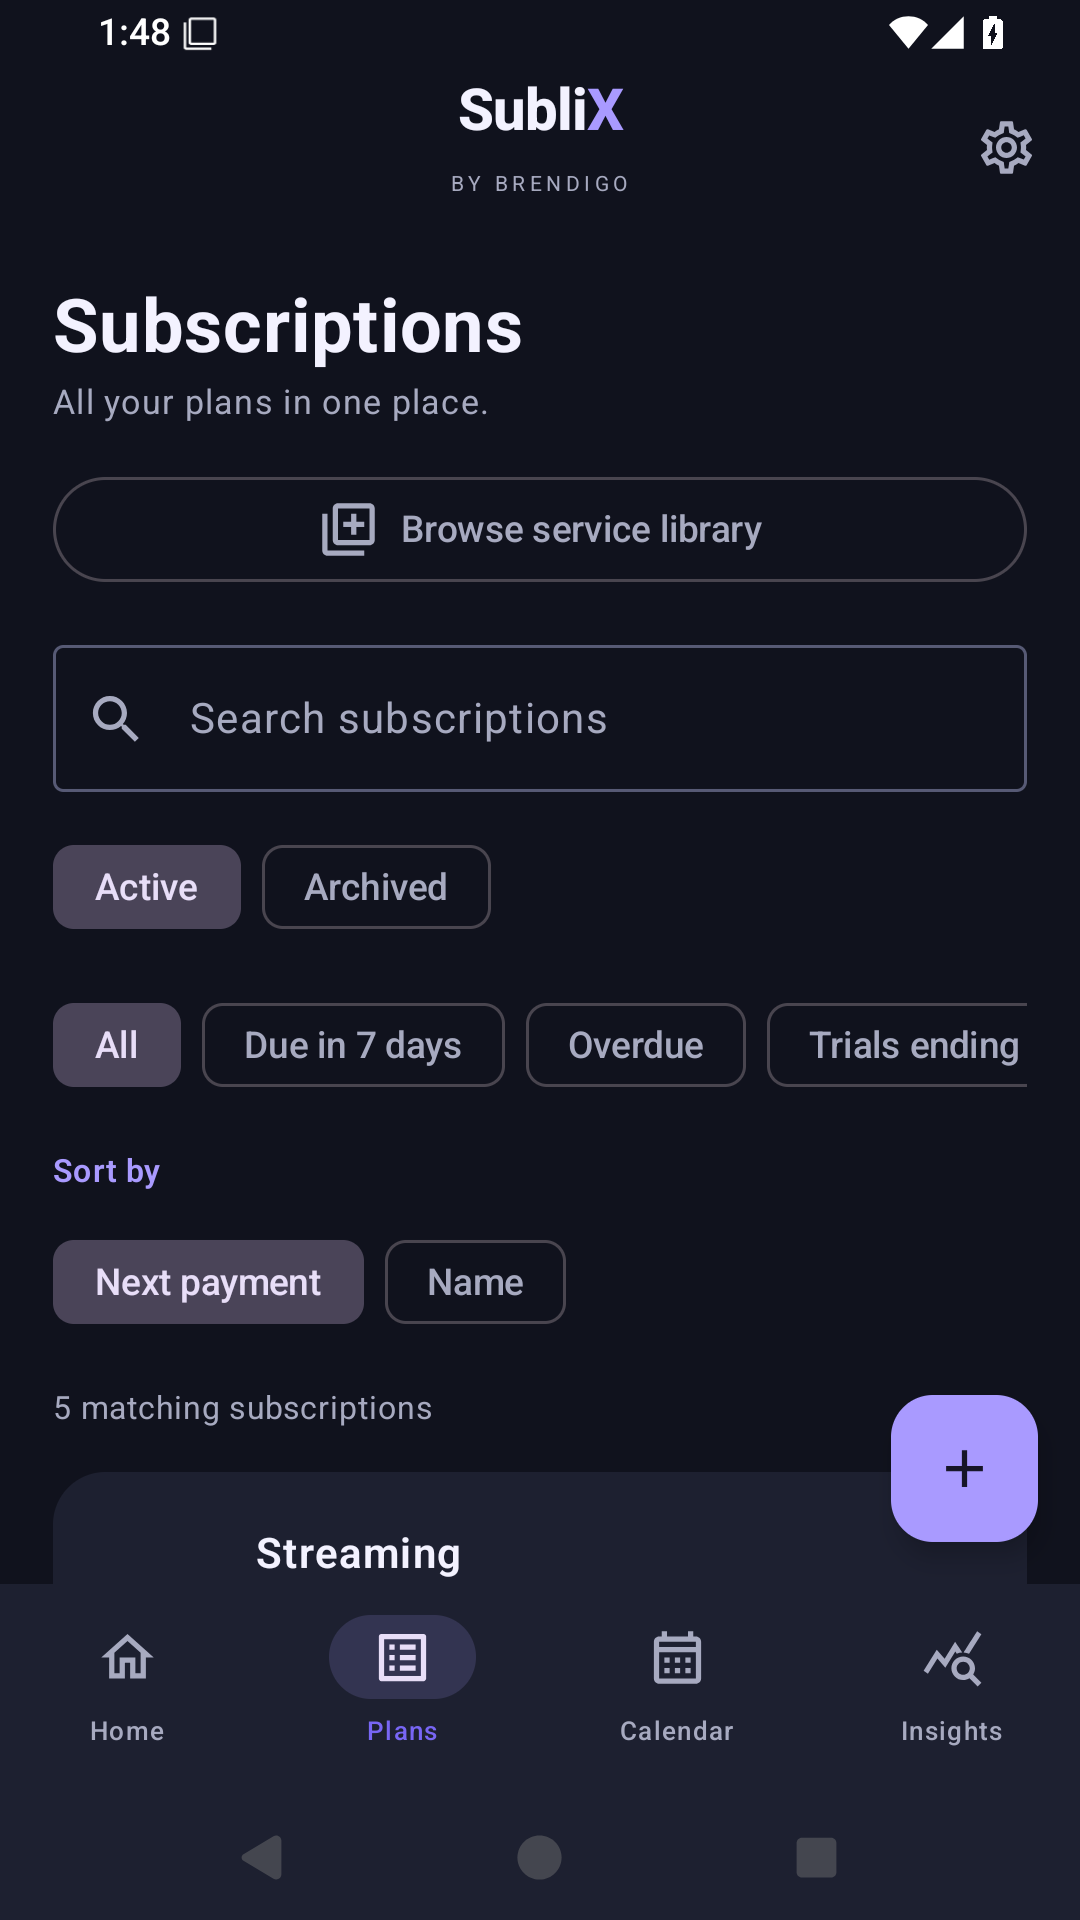 1:48
SubliX
BY BRENDIGO
Subscriptions
All your plans in one place.
Browse service library
Search subscriptions
Active Archived
All Due in 7 days Overdue Trials ending
Sort by
Next payment Name
5 matching subscriptions
Streaming
Home Plans Calendar Insights